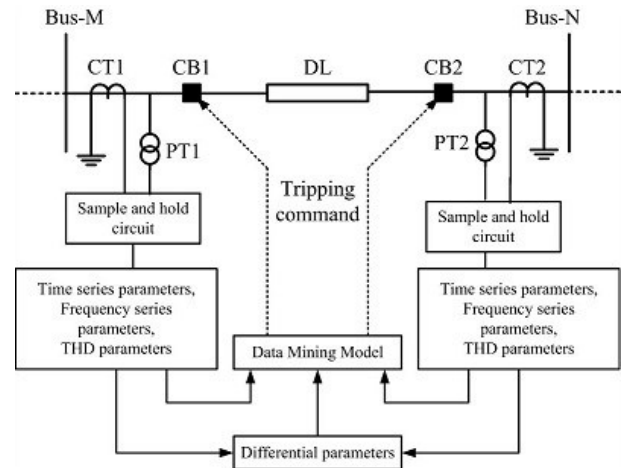 Bus-M
Bus-N
CT1
CB1
DL
CB2
CT2
PT1
PT2
Tripping
command
Sample and hold
circuit
Sample and hold
circuit
Time series parameters,
Frequency series
parameters,
THD parameters
Time series parameters,
Frequency series
parameters,
THD parameters
Data Mining Model
Differential parameters